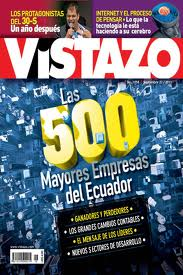 LOS PROTAGONISTAS
DEL 30-S
Un año después
INTERNET Y EL PROCESO
DE PENSAR • Lo que la
tecnología le está
haciendo a su cerebro
VISTAZO
Las
500
Mayores Empresas
del Ecuador
• GANADORES Y PERDEDORES
• LOS GRANDES CAMBIOS CONTABLES
• EL MENSAJE DE LOS LÍDERES
• NUEVOS SECTORES DE DESARROLLO